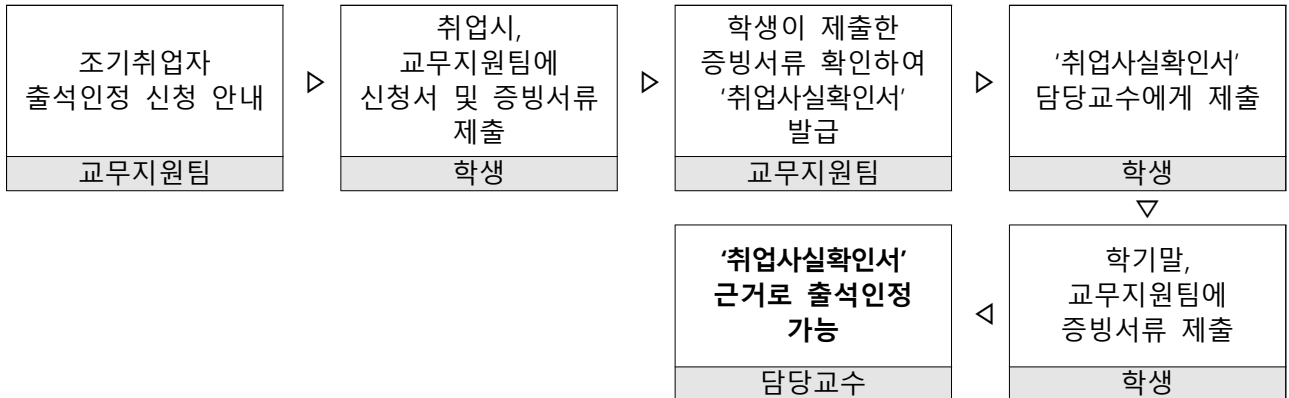 조기취업자
출석인정 신청 안내
교무지원팀
▷
취업시,
교무지원팀에
신청서 및 증빙서류
제출
학생
▷
학생이 제출한
증빙서류 확인하여
'취업사실확인서'
발급
교무지원팀
▷
'취업사실확인서'
담당교수에게 제출
학생
▽
학기말,
교무지원팀에
증빙서류 제출
학생
◁
‘취업사실확인서’
근거로 출석인정
가능
담당교수